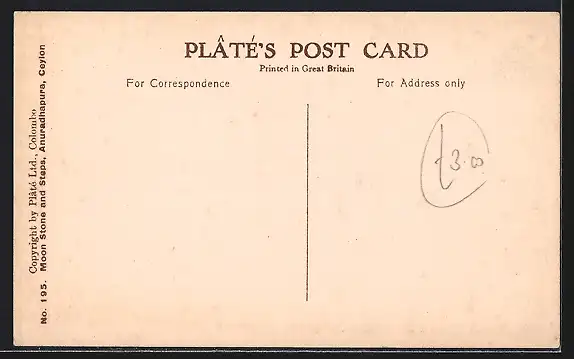 PLÂTÉ'S POST CARD
Printed in Great Britain
For Correspondence
For Address only
Copyright by Plâté Ltd., Colombo
No. 195. Moon Stone and Steps, Anuradhapura, Ceylon
£3.00